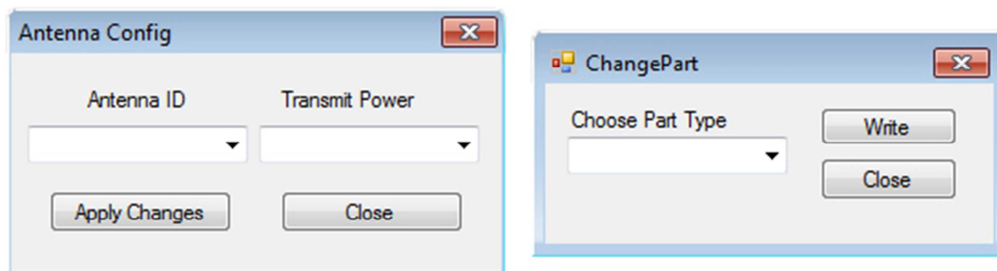 Antenna Config
Antenna ID Transmit Power
Apply Changes Close
ChangePart
Choose Part Type Write
Close